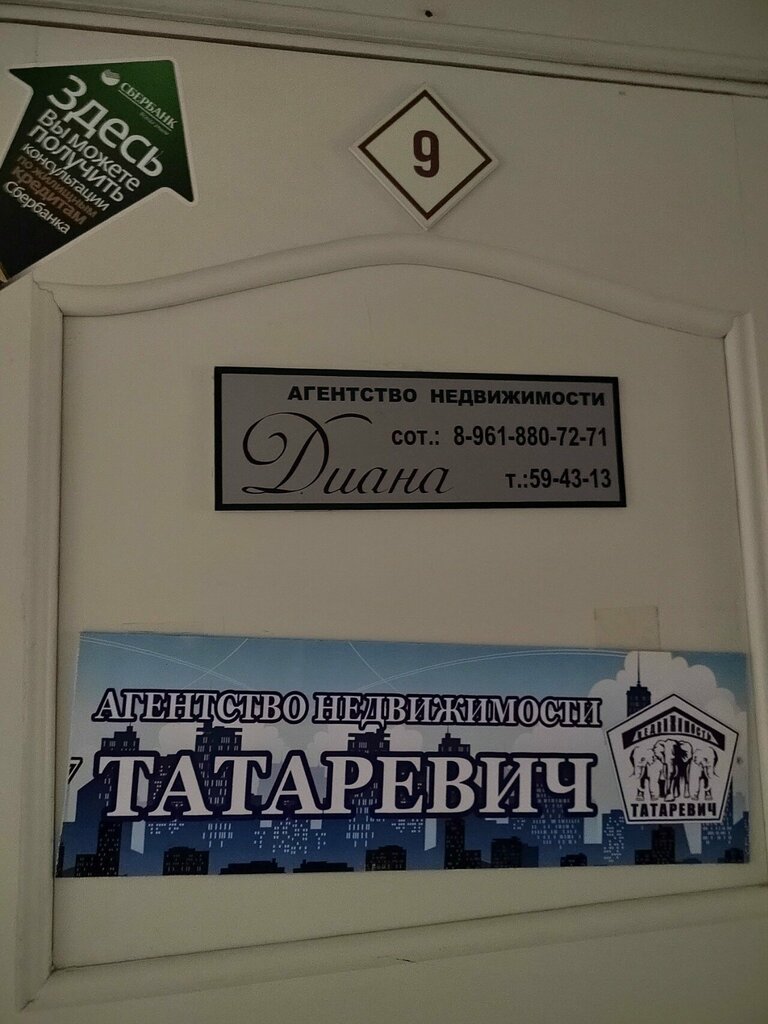 СБЕРБАНК
ЗДЕСЬ
Вы можете
получить
консультации
по жилищным
кредитам
Сбербанка
9
АГЕНТСТВО НЕДВИЖИМОСТИ
Диана
сот.: 8-961-880-72-71
т.:59-43-13
АГЕНТСТВО НЕДВИЖИМОСТИ
ТАТАРЕВИЧ
НЕДВИЖИМОСТЬ
ТАТАРЕВИЧ